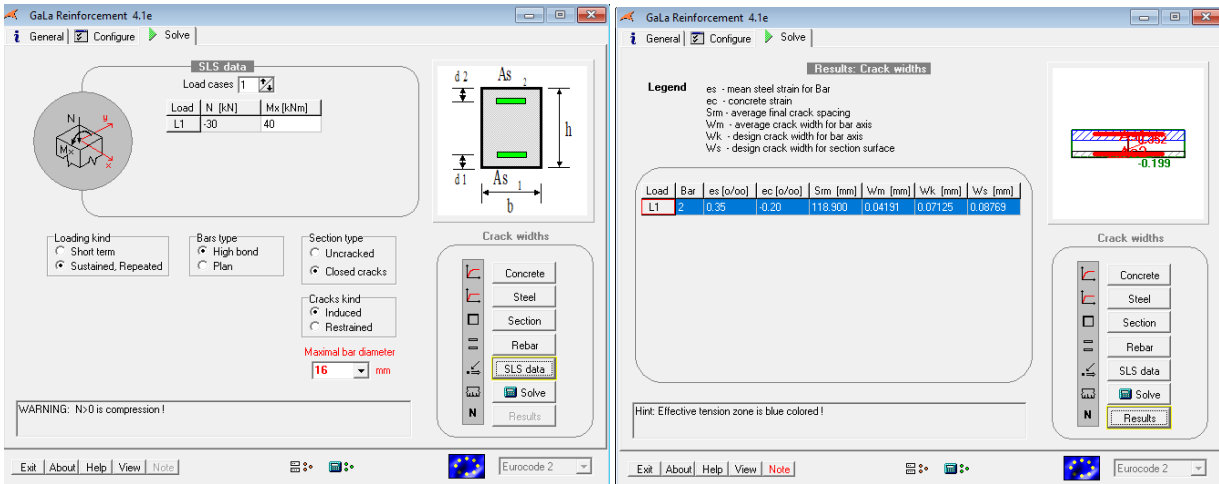 GaLa Reinforcement 4.1e
General Configure Solve
SLS data
Load cases 1
Load N [kN] Mx [kNm]
L1 -30 40
N
y
Mx
x
d 2 As 2
h
d 1 As 1
b
Loading kind
Short term
Sustained, Repeated
Bars type
High bond
Plan
Section type
Uncracked
Closed cracks
Cracks kind
Induced
Restrained
Maximal bar diameter
16 mm
Crack widths
Concrete
Steel
Section
Rebar
SLS data
Solve
N Results
WARNING: N>0 is compression !
Exit About Help View Note
Eurocode 2
GaLa Reinforcement 4.1e
General Configure Solve
Results: Crack widths
Legend
es - mean steel strain for Bar
ec - concrete strain
Srm - average final crack spacing
Wm - average crack width for bar axis
Wk - design crack width for bar axis
Ws - design crack width for section surface
Load Bar es [o/oo] ec [o/oo] Srm [mm] Wm [mm] Wk [mm] Ws [mm]
L1 2 0.35 -0.20 118.900 0.04191 0.07125 0.08769
-0.199
Crack widths
Concrete
Steel
Section
Rebar
SLS data
Solve
N Results
Hint: Effective tension zone is blue colored !
Exit About Help View Note
Eurocode 2